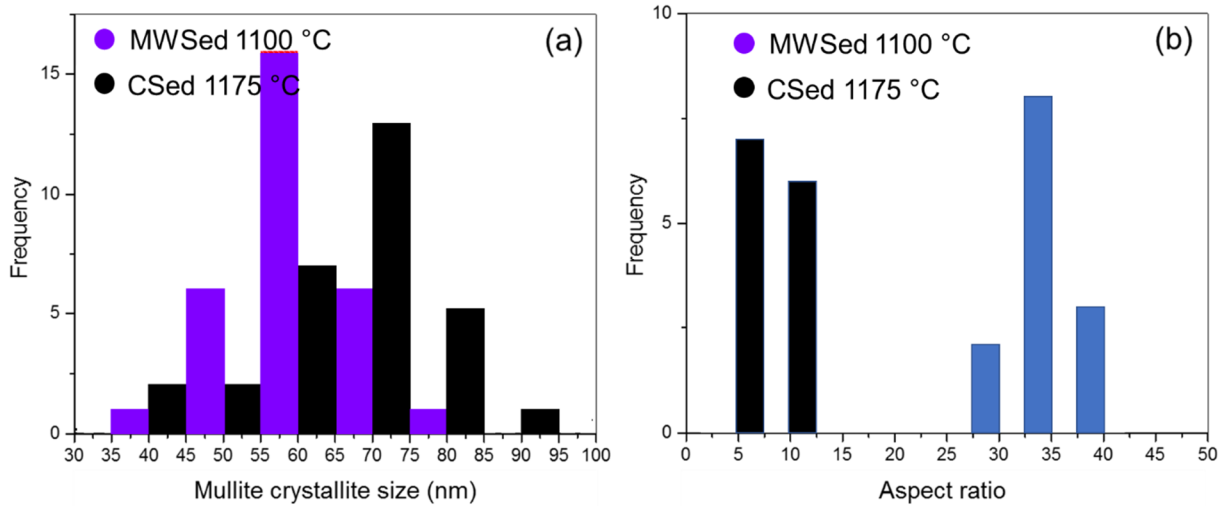 MWSed 1100 °C
CSed 1175 °C
(a)
15
10
5
0
Frequency
30 35 40 45 50 55 60 65 70 75 80 85 90 95 100
Mullite crystallite size (nm)
MWSed 1100 °C
CSed 1175 °C
(b)
10
5
0
Frequency
0 5 10 15 20 25 30 35 40 45 50
Aspect ratio